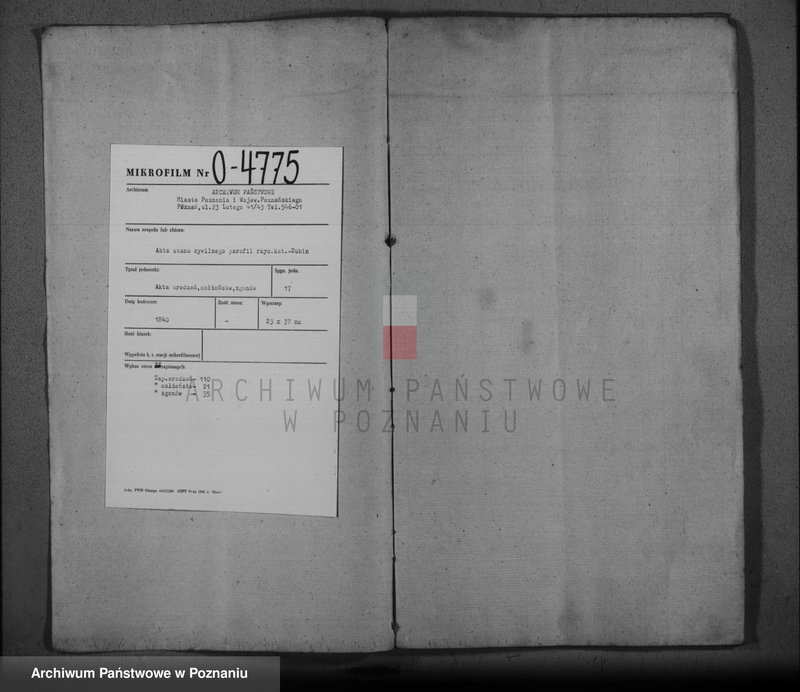 MIKROFILM Nr O-4775
Archiwum
ARCHIWUM PAŃSTWOWE
Miasta Poznania i Wojew.Poznańskiego
Poznań,ul.23 Lutego 41/43 Tel.546-01
Nazwa zespołu lub zbioru:
Akta stanu cywilnego parafii rzym.kat.-Dubin
Tytuł jednostki:
Sygn. jedn.
Akta urodzeń,małżeństw,zgonów
17
Daty końcowe:
Ilość stron:
Wymiary:
1840
-
23 x 37 cm
Ilość klatek:
Wypełnia k. t. stacji mikrofilmowej
Wykaz stron
Zap.urodzeń- 110
" małżeństw- 21
" zgonów - 35
ARCHIWUM PAŃSTWOWE
W POZNANIU
Archiwum Państwowe w Poznaniu